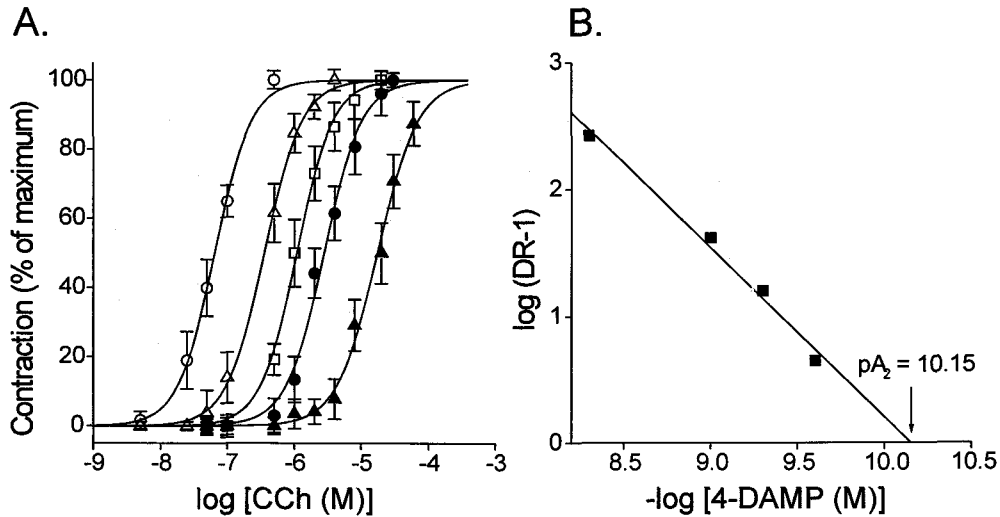 A.
B.
Contraction (% of maximum)
100
80
60
40
20
0
-9 -8 -7 -6 -5 -4 -3
log [CCh (M)]
log (DR-1)
3
2
1
0
pA₂ = 10.15
8.5 9.0 9.5 10.0 10.5
-log [4-DAMP (M)]